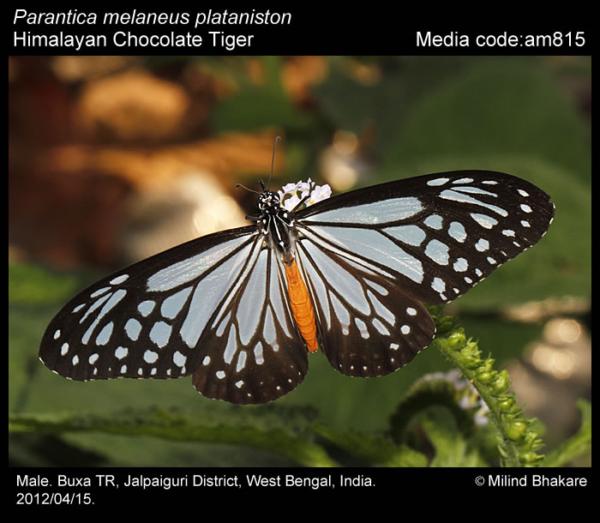 Parantica melaneus plataniston
Himalayan Chocolate Tiger
Media code:am815
Male. Buxa TR, Jalpaiguri District, West Bengal, India.
2012/04/15.
© Milind Bhakare